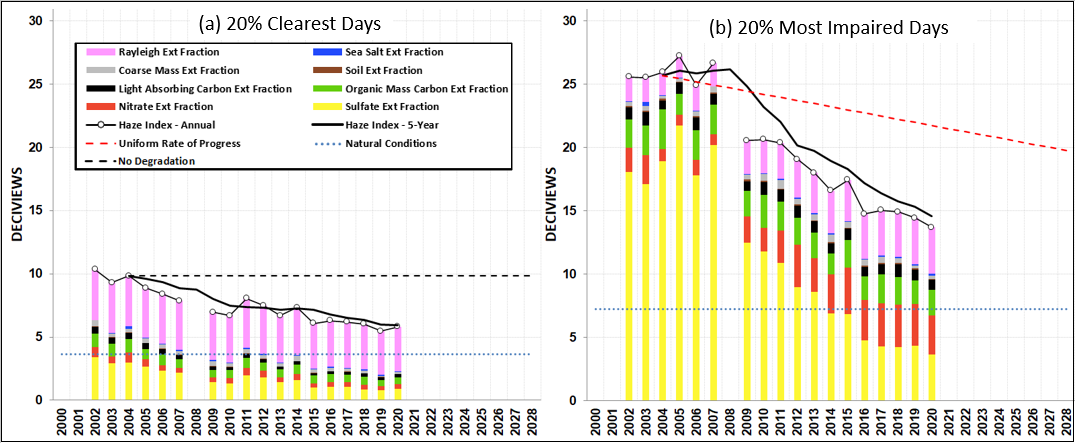 (a) 20% Clearest Days
(b) 20% Most Impaired Days
DECIVIEWS
30
25
20
15
10
5
0
Rayleigh Ext Fraction
Sea Salt Ext Fraction
Coarse Mass Ext Fraction
Soil Ext Fraction
Light Absorbing Carbon Ext Fraction
Organic Mass Carbon Ext Fraction
Nitrate Ext Fraction
Sulfate Ext Fraction
Haze Index - Annual
Haze Index - 5-Year
Uniform Rate of Progress
Natural Conditions
No Degradation
2000 2001 2002 2003 2004 2005 2006 2007 2008 2009 2010 2011 2012 2013 2014 2015 2016 2017 2018 2019 2020 2021 2022 2023 2024 2025 2026 2027 2028
DECIVIEWS
30
25
20
15
10
5
0
2000 2001 2002 2003 2004 2005 2006 2007 2008 2009 2010 2011 2012 2013 2014 2015 2016 2017 2018 2019 2020 2021 2022 2023 2024 2025 2026 2027 2028